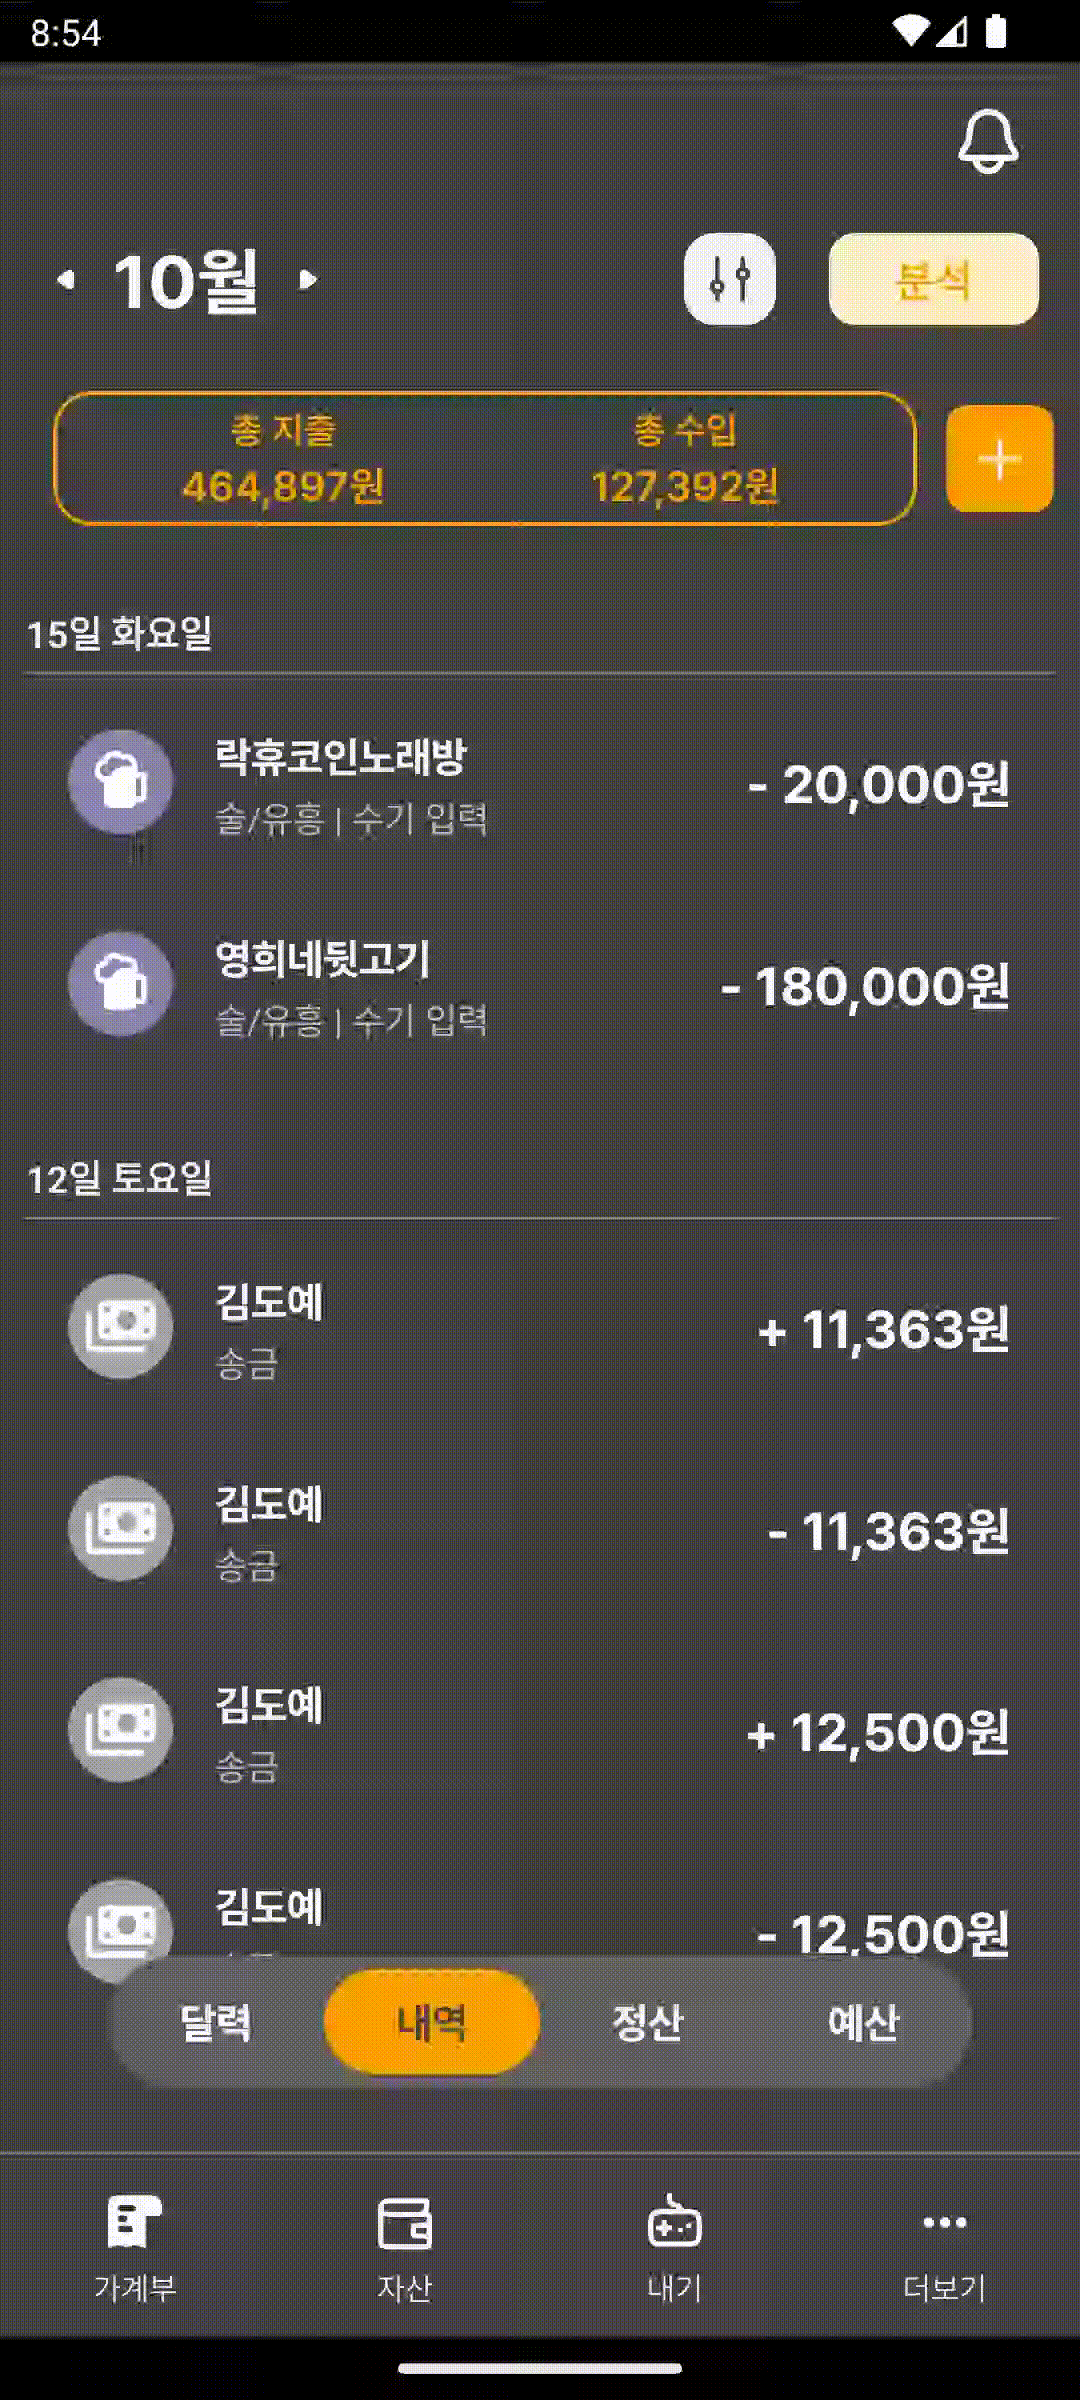 8:54
10월
분석
총 지출
총 수입
464,897원
127,392원
15일 화요일
락휴코인노래방
술/유흥 | 수기 입력
- 20,000원
영희네뒷고기
술/유흥 | 수기 입력
- 180,000원
12일 토요일
김도예
송금
+ 11,363원
김도예
송금
- 11,363원
김도예
송금
+ 12,500원
김도예
- 12,500원
달력
내역
정산
예산
가계부
자산
내기
더보기